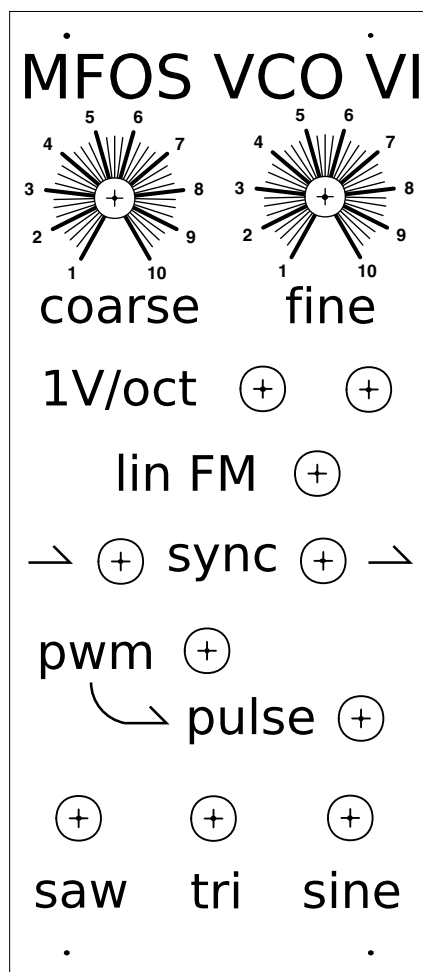 MFOS VCO VI
5 6 5 6
4 7 4 7
3 8 3 8
2 9 2 9
1 10 1 10
coarse fine
1V/oct
lin FM
sync
pwm
pulse
saw tri sine